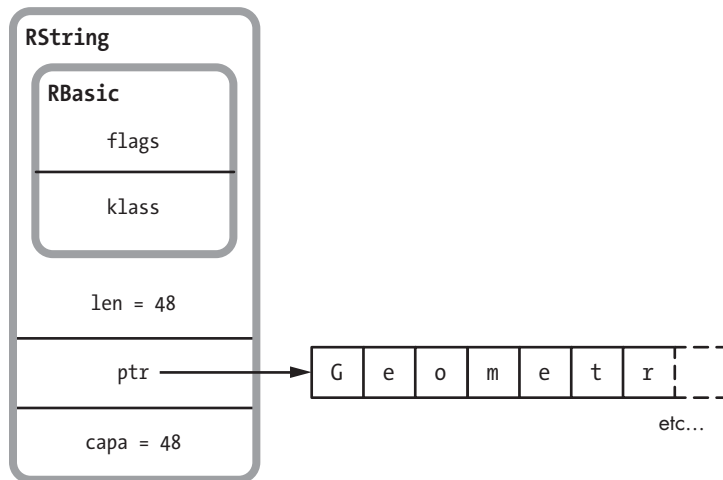 RString
RBasic
flags
klass
len = 48
ptr
G e o m e t r
etc...
capa = 48